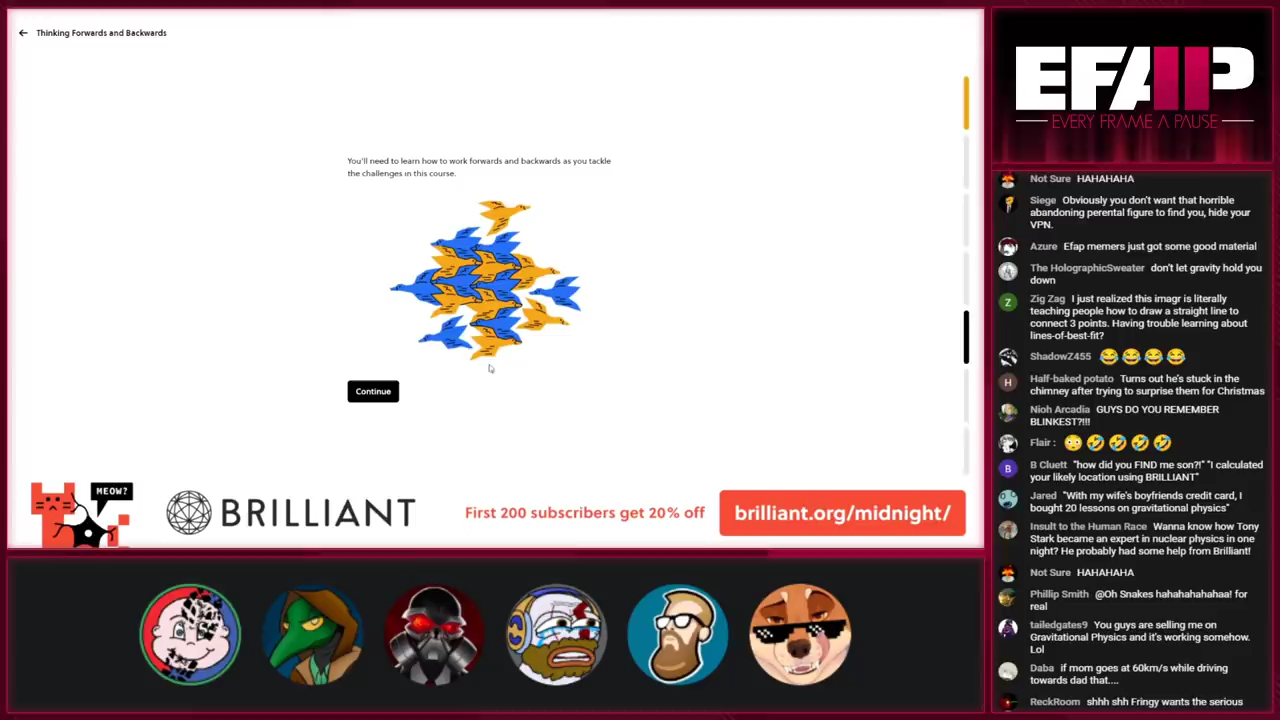 Thinking Forwards and Backwards
You'll need to learn how to work forwards and backwards as you tackle
the challenges in this course.
Continue
MEOW?
BRILLIANT
First 200 subscribers get 20% off
brilliant.org/midnight/
EFAP
EVERY FRAME A PAUSE
Not Sure HAHAHAHA
Siege Obviously you don't want that horrible
abandoning perental figure to find you, hide your
VPN.
Azure Efap memers just got some good material
The HolographicSweater don't let gravity hold you
down
Z
Zig Zag I just realized this imagr is literally
teaching people how to draw a straight line to
connect 3 points. Having trouble learning about
lines-of-best-fit?
ShadowZ455 😂😂😂😂
H
Half-baked potato Turns out he's stuck in the
chimney after trying to surprise them for Christmas
Nioh Arcadia GUYS DO YOU REMEMBER
BLINKEST?!!!
Flair : 😳🤣🤣🤣🤣
B
B Cluett "how did you FIND me son?!" "I calculated
your likely location using BRILLIANT"
Jared "With my wife's boyfriends credit card, I
bought 20 lessons on gravitational physics"
Insult to the Human Race Wanna know how Tony
Stark became an expert in nuclear physics in one
night? He probably had some help from Brilliant!
Not Sure HAHAHAHA
Phillip Smith @Oh Snakes hahahahahaa! for
real
tailedgates9 You guys are selling me on
Gravitational Physics and it's working somehow.
Lol
Daba if mom goes at 60km/s while driving
towards dad that....
ReckRoom shhh shh Fringy wants the serious